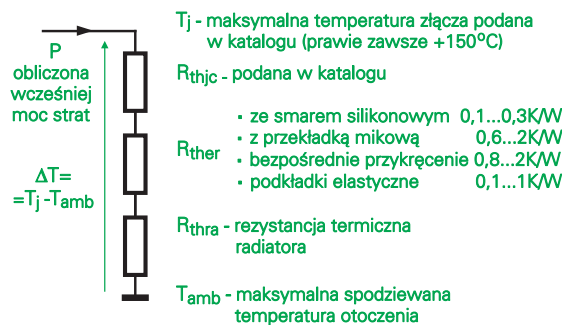 P
obliczona
wcześniej
moc strat
ΔT=
=Tj -Tamb
Tj - maksymalna temperatura złącza podana
w katalogu (prawie zawsze +150°C)
Rthjc - podana w katalogu
Rther
▪ ze smarem silikonowym 0,1...0,3K/W
▪ z przekładką mikową 0,6...2K/W
▪ bezpośrednie przykręcenie 0,8...2K/W
▪ podkładki elastyczne 0,1...1K/W
Rthra - rezystancja termiczna
radiatora
Tamb - maksymalna spodziewana
temperatura otoczenia